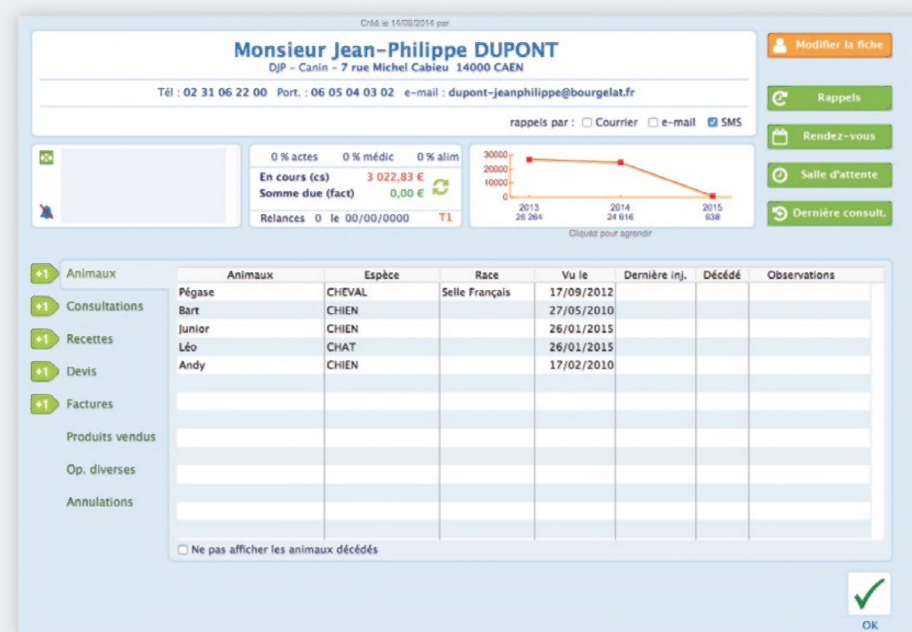 Créé le 14/08/2014 par
Monsieur Jean-Philippe DUPONT
DJP - Canin - 7 rue Michel Cabieu 14000 CAEN
Tél : 02 31 06 22 00 Port. : 06 05 04 03 02 e-mail : dupont-jeanphilippe@bourgelat.fr
rappels par : Courrier e-mail SMS
Modifier la fiche
Rappels
Rendez-vous
Salle d'attente
Dernière consult.
0 % actes 0 % médic 0 % alim
En cours (cs) 3 022,83 €
Somme due (fact) 0,00 €
Relances 0 le 00/00/0000 T1
30000
20000
10000
0
2013 2014 2015
26 264 24 616 638
Cliquez pour agrandir
+1 Animaux
+1 Consultations
+1 Recettes
+1 Devis
+1 Factures
Produits vendus
Op. diverses
Annulations
Animaux Espèce Race Vu le Dernière inj. Décédé Observations
Pégase CHEVAL Selle Français 17/09/2012
Bart CHIEN 27/05/2010
Junior CHIEN 26/01/2015
Léo CHAT 26/01/2015
Andy CHIEN 17/02/2010
Ne pas afficher les animaux décédés
OK